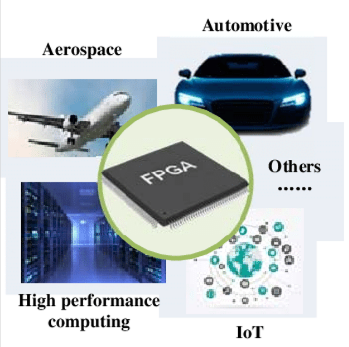 Automotive
Aerospace
FPGA
Others
......
High performance
computing
IoT